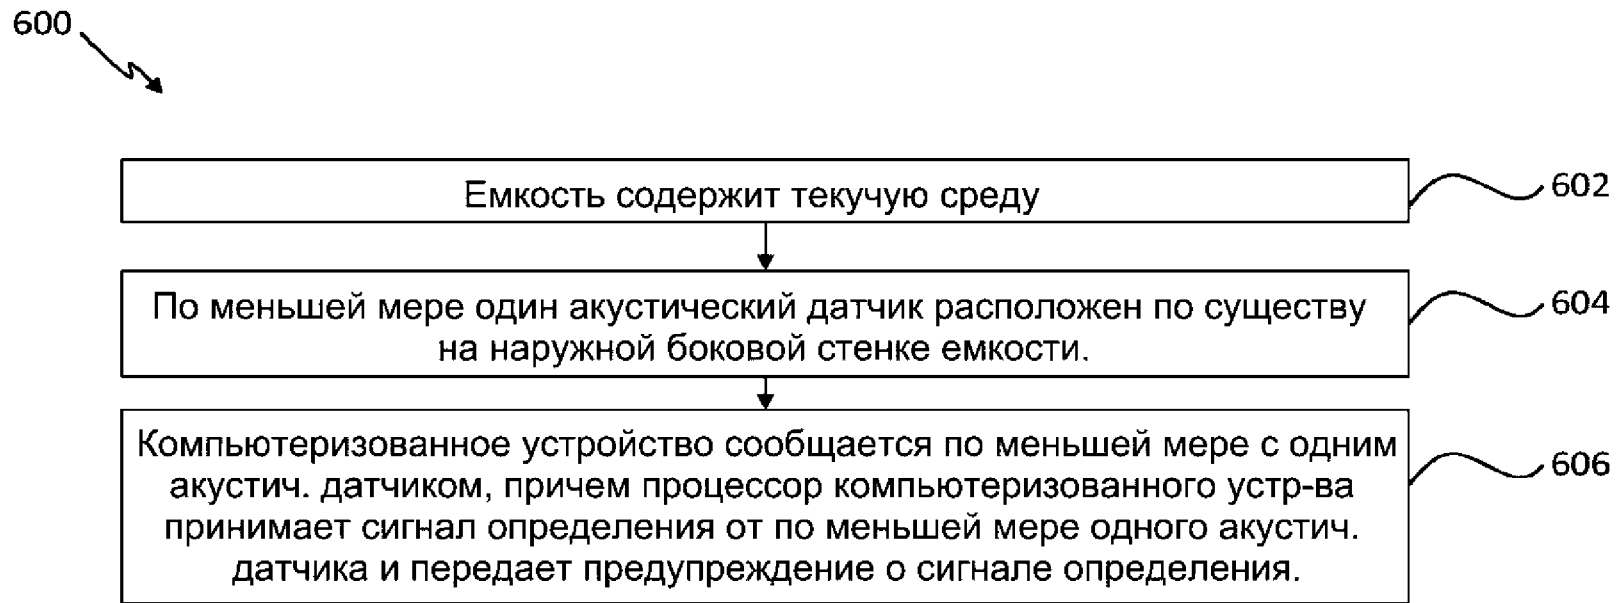 600
Емкость содержит текучую среду
602
По меньшей мере один акустический датчик расположен по существу
на наружной боковой стенке емкости.
604
Компьютеризованное устройство сообщается по меньшей мере с одним
акустич. датчиком, причем процессор компьютеризованного устр-ва
принимает сигнал определения от по меньшей мере одного акустич.
датчика и передает предупреждение о сигнале определения.
606